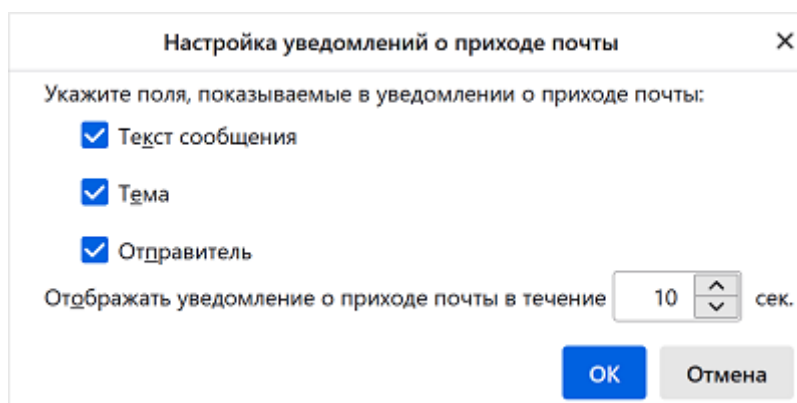 Настройка уведомлений о приходе почты
Укажите поля, показываемые в уведомлении о приходе почты:
Текст сообщения
Тема
Отправитель
Отображать уведомление о приходе почты в течение 10 сек.
ОК Отмена